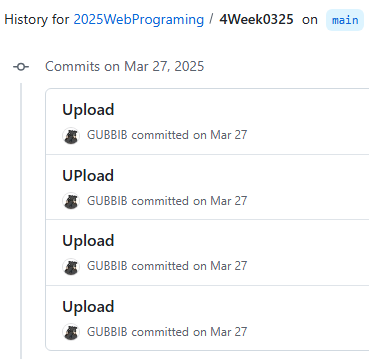 History for 2025WebPrograming / 4Week0325 on main
Commits on Mar 27, 2025
Upload
GUBBIB committed on Mar 27
UPload
GUBBIB committed on Mar 27
Upload
GUBBIB committed on Mar 27
Upload
GUBBIB committed on Mar 27